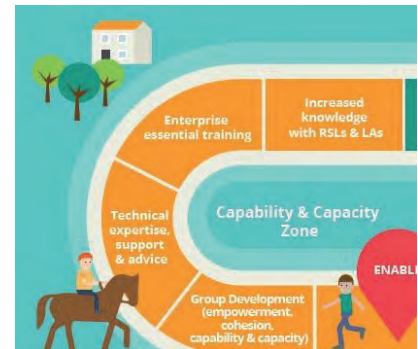 Enterprise
essential training
Increased
knowledge
with RSLs & LAs
Technical
expertise,
support
& advice
Capability & Capacity
Zone
Group Development
(empowerment,
cohesion,
capability & capacity)
ENABLE